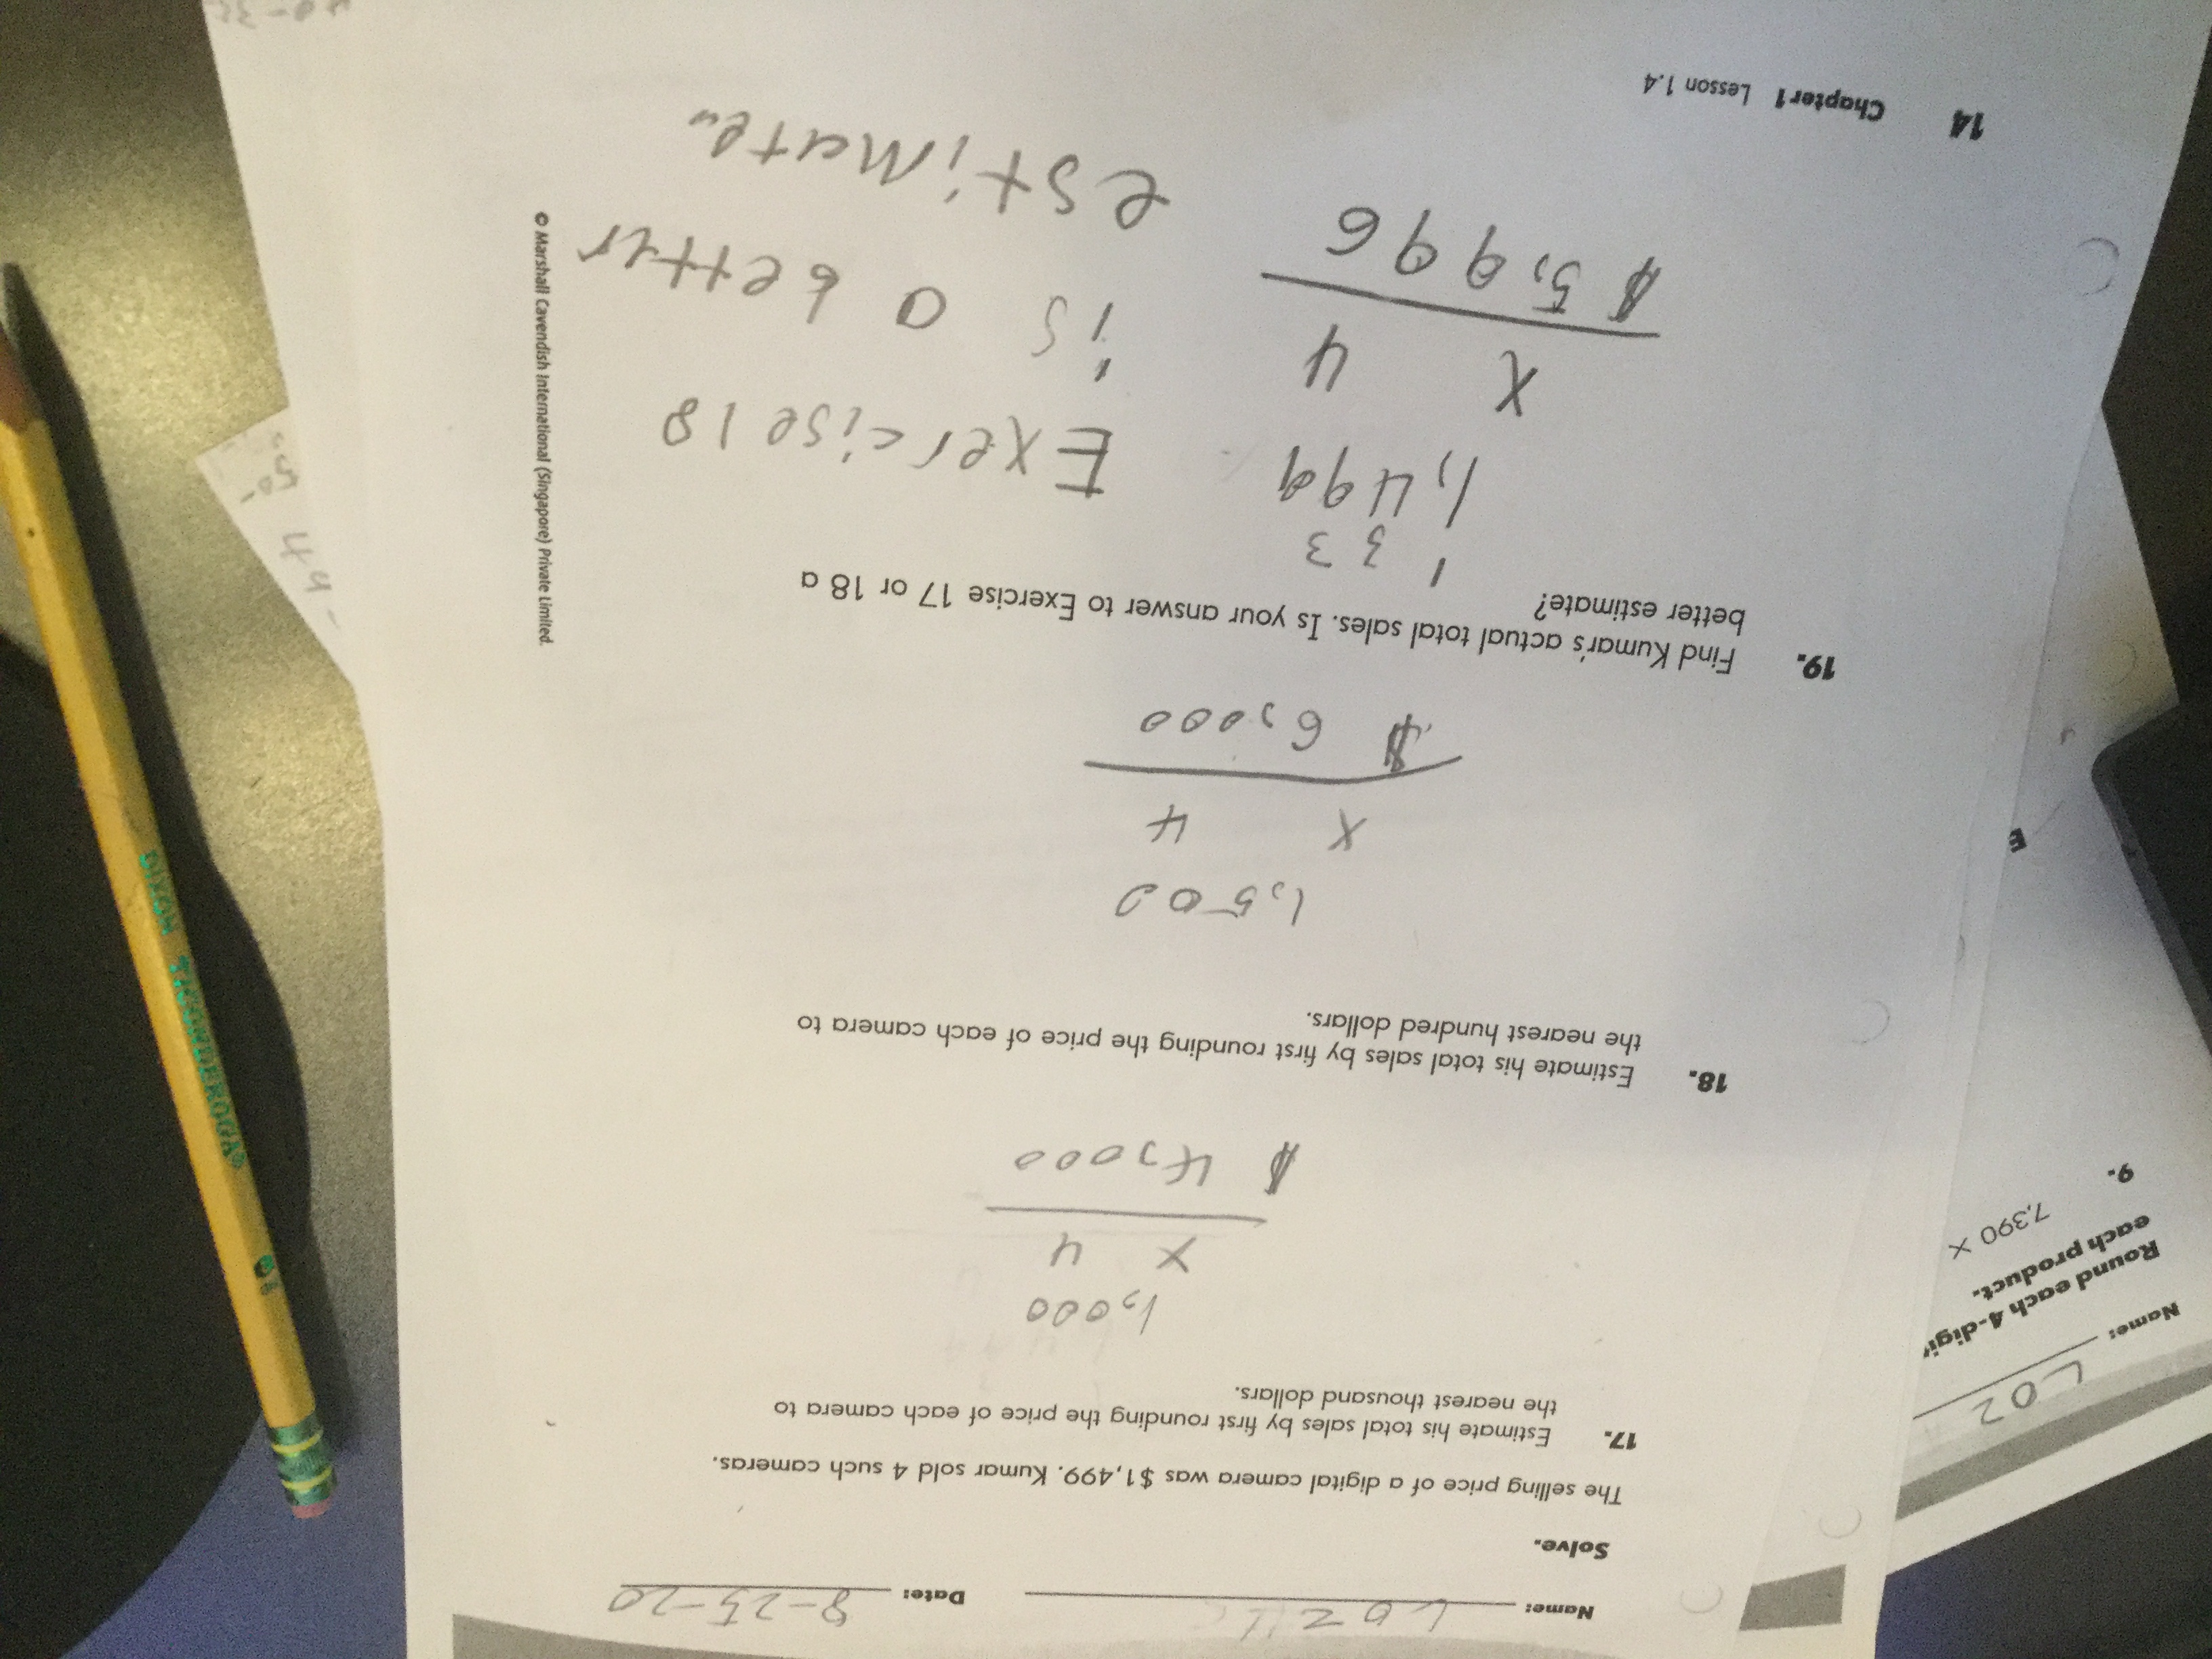 Name: LOZ
Date: 8-25-20
Solve.
The selling price of a digital camera was $1,499. Kumar sold 4 such cameras.
17. Estimate his total sales by first rounding the price of each camera to
the nearest thousand dollars.
1,000
x 4
$ 4,000
18. Estimate his total sales by first rounding the price of each camera to
the nearest hundred dollars.
1,500
x 4
$ 6,000
19. Find Kumar's actual total sales. Is your answer to Exercise 17 or 18 a
better estimate?
1 3 3
1,499
x 4
$ 5,996
Exercise 18
is a better
estimate.
14 Chapter 1 Lesson 1.4
© Marshall Cavendish International (Singapore) Private Limited.
Name: LOZ
Round each 4-digit
each product.
9. 7,390 ×
E
DIXON TICONDEROGA